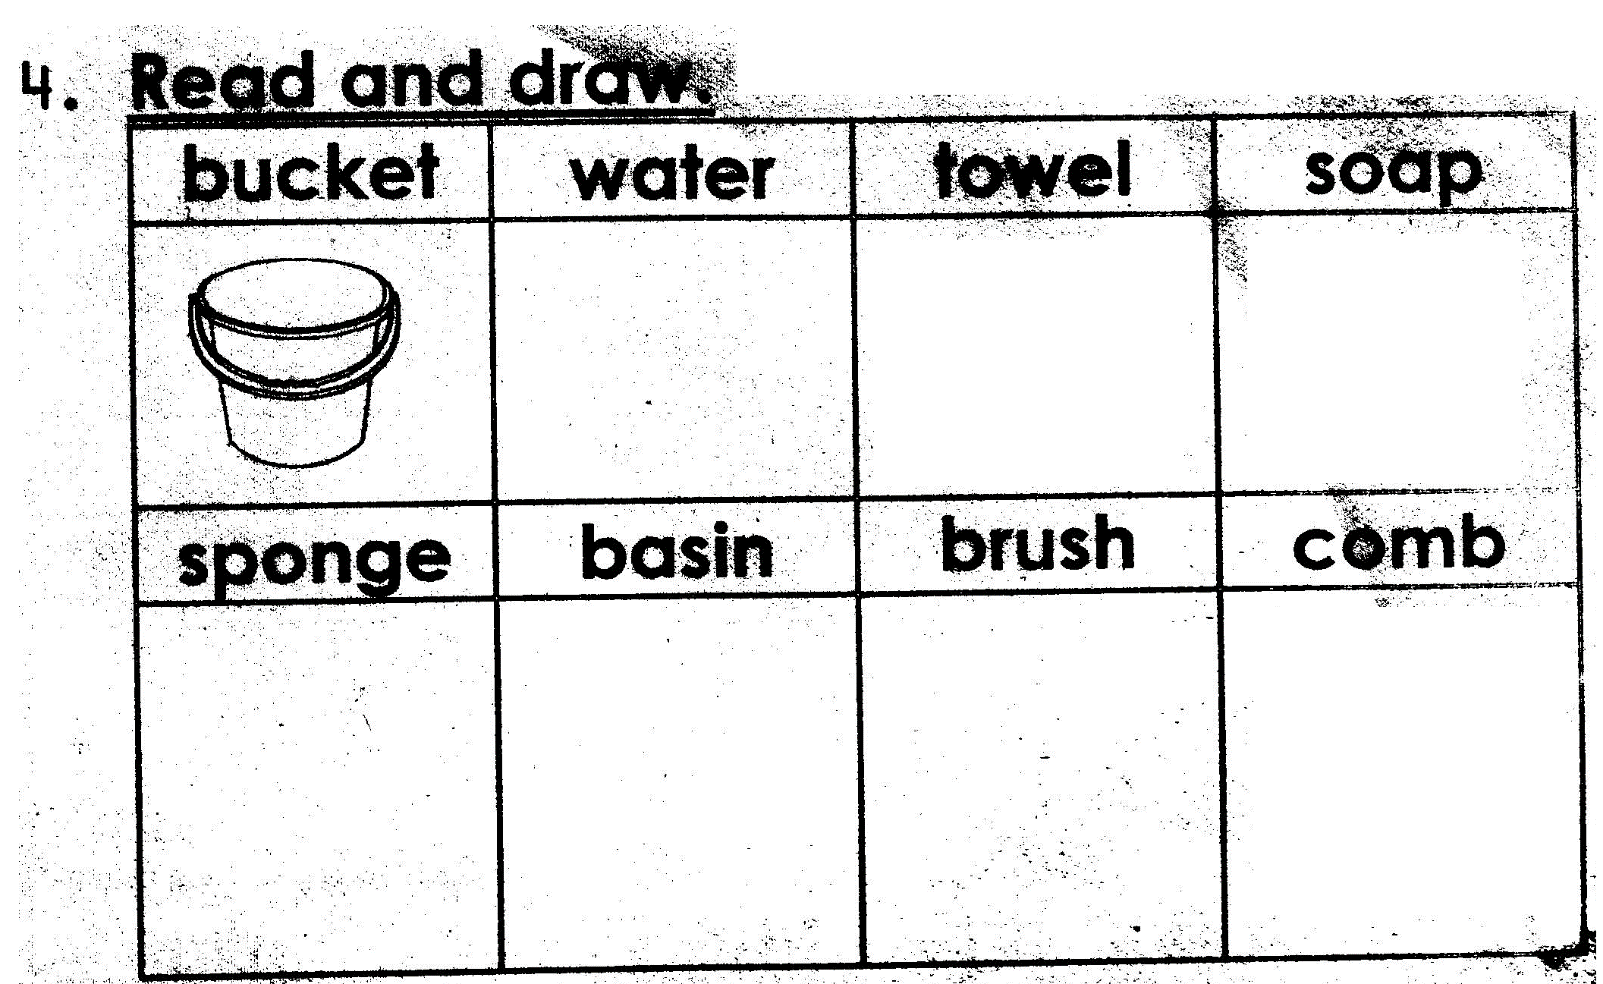 4. Read and draw.
bucket water towel soap
sponge basin brush comb